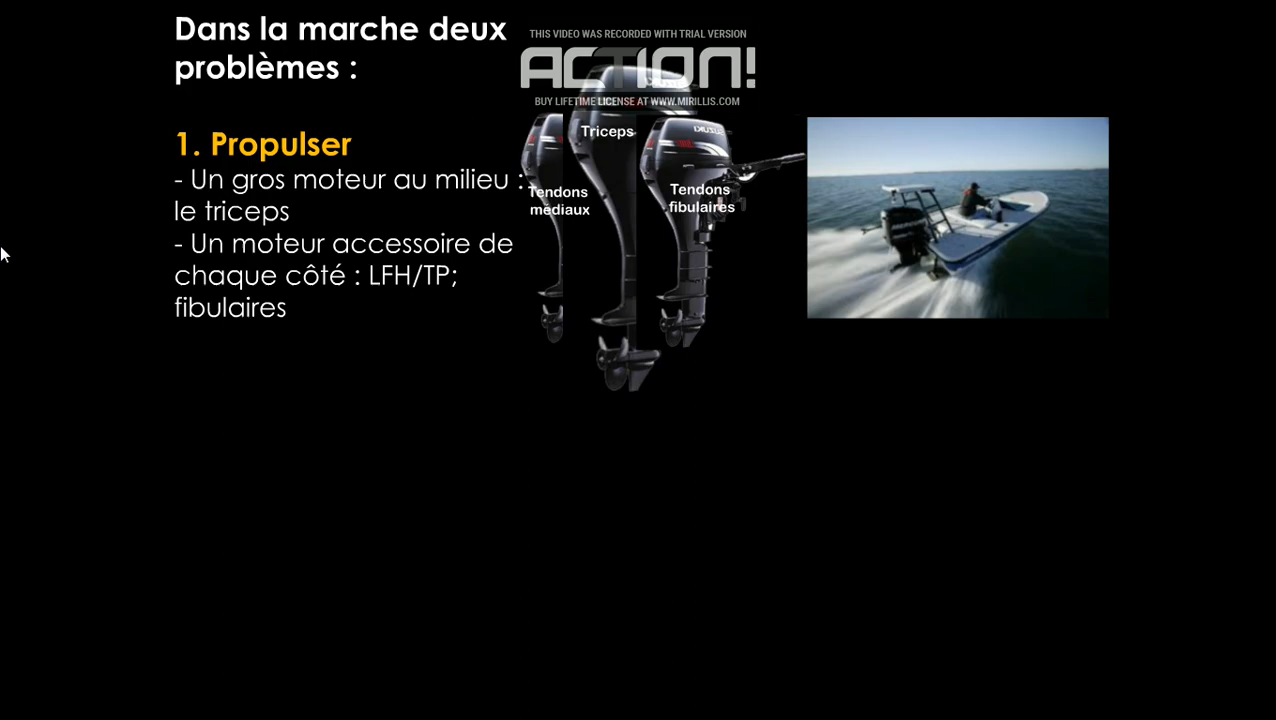 Dans la marche deux
problèmes :
1. Propulser
- Un gros moteur au milieu :
le triceps
- Un moteur accessoire de
chaque côté : LFH/TP;
fibulaires
THIS VIDEO WAS RECORDED WITH TRIAL VERSION
ACTION!
BUY LIFETIME LICENSE AT WWW.MIRILLIS.COM
Triceps
Tendons
médiaux
Tendons
fibulaires
SUZUKI